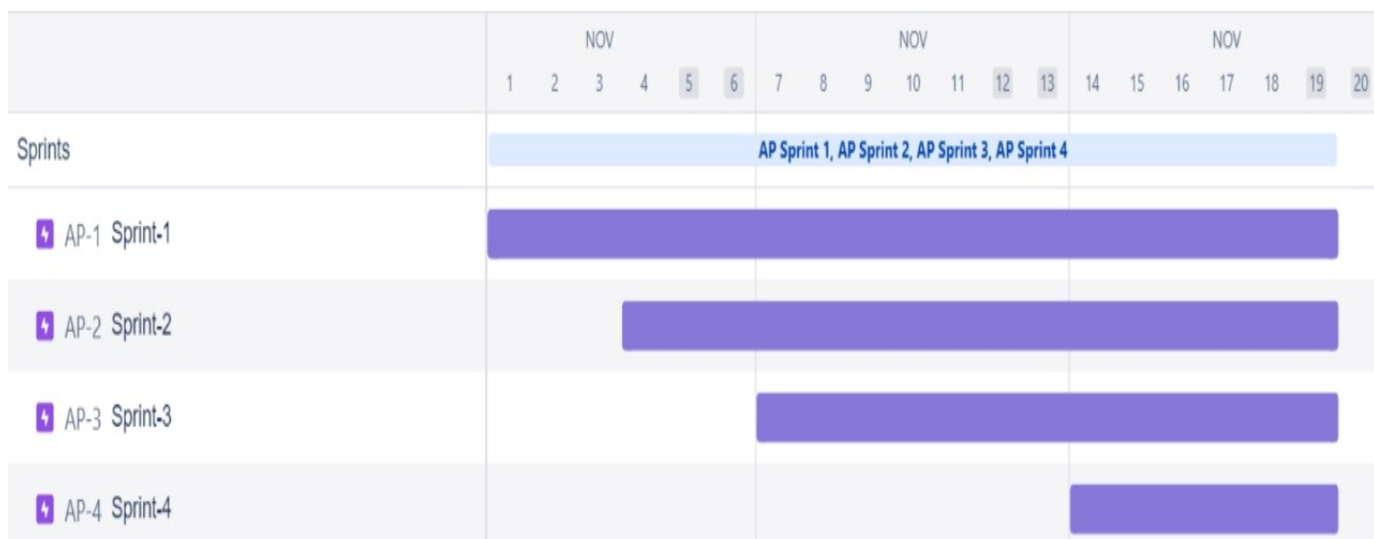 NOV NOV NOV
1 2 3 4 5 6 7 8 9 10 11 12 13 14 15 16 17 18 19 20
Sprints AP Sprint 1, AP Sprint 2, AP Sprint 3, AP Sprint 4
AP-1 Sprint-1
AP-2 Sprint-2
AP-3 Sprint-3
AP-4 Sprint-4